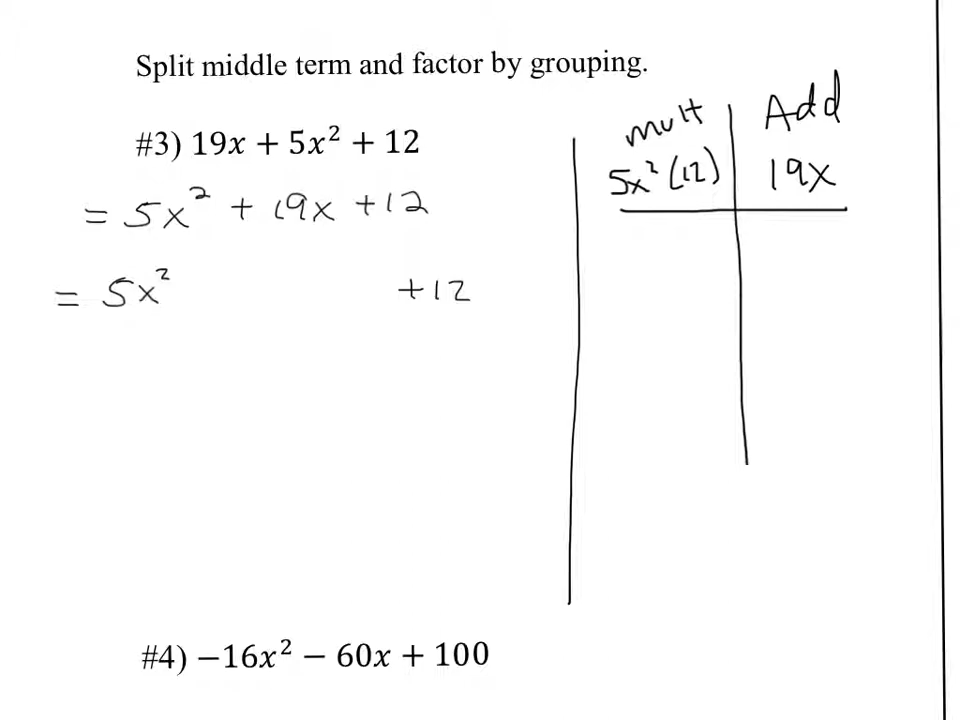 Split middle term and factor by grouping.
#3) 19x + 5x² + 12
= 5x² + 19x + 12
= 5x² + 12
mult Add
5x² (12) 19x
#4) −16x² − 60x + 100